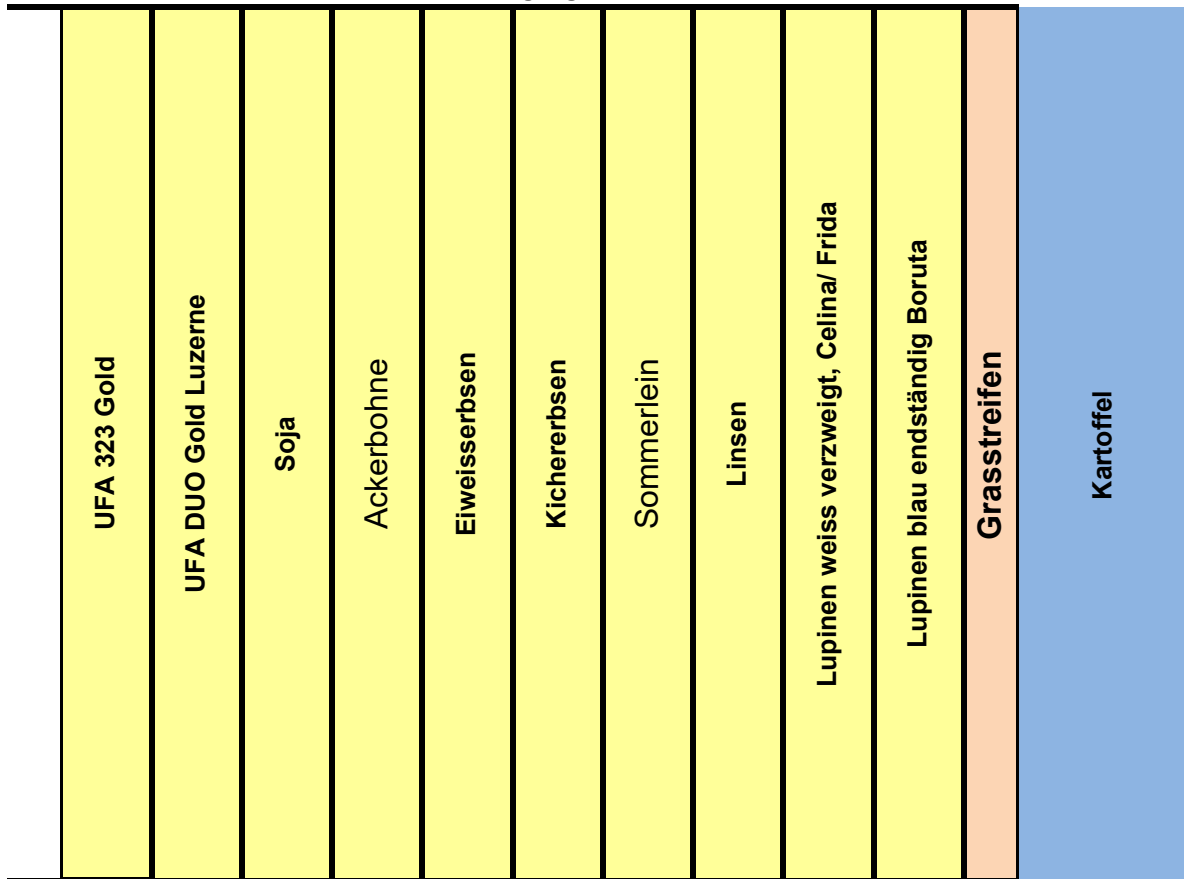 UFA 323 Gold
UFA DUO Gold Luzerne
Soja
Ackerbohne
Eiweisserbsen
Kichererbsen
Sommerlein
Linsen
Lupinen weiss verzweigt, Celina/ Frida
Lupinen blau endständig Boruta
Grasstreifen
Kartoffel